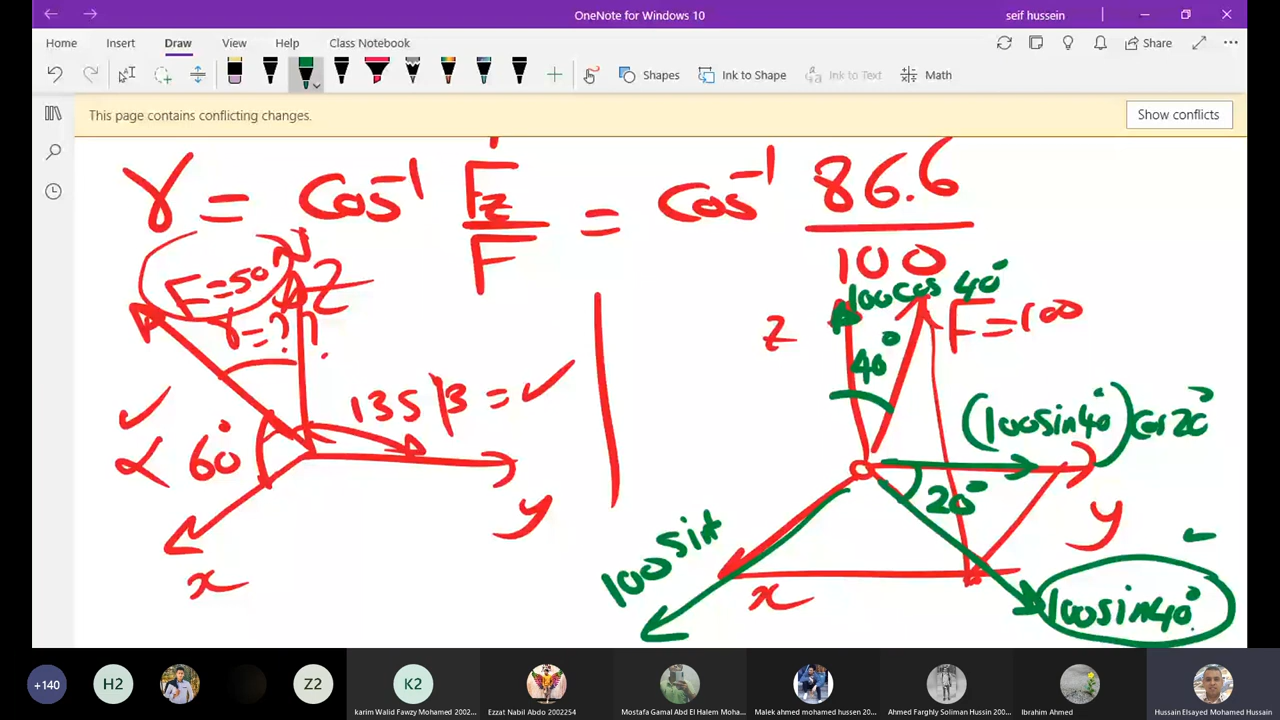 OneNote for Windows 10
seif hussein
Home Insert Draw View Help Class Notebook
Share
Shapes Ink to Shape Ink to Text Math
This page contains conflicting changes.
Show conflicts
γ = cos⁻¹ Fz/F = cos⁻¹ 86.6/100
F=50 N
Z
γ=??
135 β = ✓
✓
α 60°
y
x
100cos 40°
Z
F=100
40°
(100sin40°)cos20°
20°
y
100sin4
x
100sin40°
+140
H2
Z2
K2
karim Walid Fawzy Mohamed 2002...
Ezzat Nabil Abdo 2002254
Mostafa Gamal Abd El Halem Moha...
Malek ahmed mohamed hussen 20...
Ahmed Farghly Soliman Hussin 200...
Ibrahim Ahmed
Hussain Elsayed Mohamed Hussain